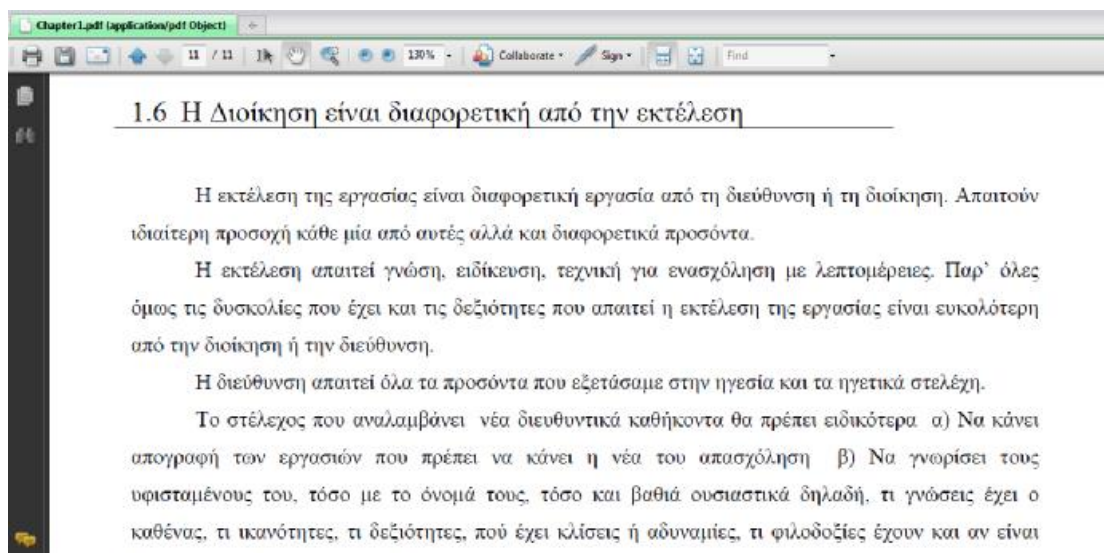 Chapter1.pdf (application/pdf Object)
11 / 11 130% Collaborate Sign Find
1.6 Η Διοίκηση είναι διαφορετική από την εκτέλεση
Η εκτέλεση της εργασίας είναι διαφορετική εργασία από τη διεύθυνση ή τη διοίκηση. Απαιτούν
ιδιαίτερη προσοχή κάθε μία από αυτές αλλά και διαφορετικά προσόντα.
Η εκτέλεση απαιτεί γνώση, ειδίκευση, τεχνική για ενασχόληση με λεπτομέρειες. Παρ’ όλες
όμως τις δυσκολίες που έχει και τις δεξιότητες που απαιτεί η εκτέλεση της εργασίας είναι ευκολότερη
από την διοίκηση ή την διεύθυνση.
Η διεύθυνση απαιτεί όλα τα προσόντα που εξετάσαμε στην ηγεσία και τα ηγετικά στελέχη.
Το στέλεχος που αναλαμβάνει νέα διευθυντικά καθήκοντα θα πρέπει ειδικότερα α) Να κάνει
απογραφή των εργασιών που πρέπει να κάνει η νέα του απασχόληση β) Να γνωρίσει τους
υφισταμένους του, τόσο με το όνομά τους, τόσο και βαθιά ουσιαστικά δηλαδή, τι γνώσεις έχει ο
καθένας, τι ικανότητες, τι δεξιότητες, πού έχει κλίσεις ή αδυναμίες, τι φιλοδοξίες έχουν και αν είναι